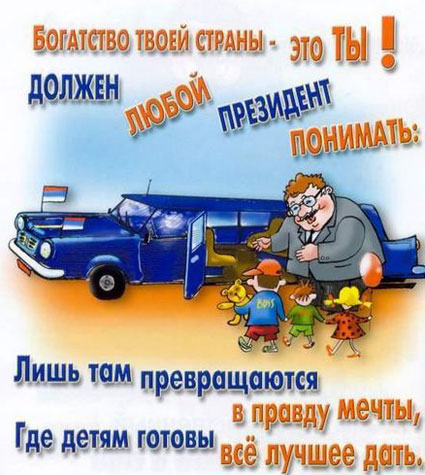 Богатство твоей страны - это ТЫ!
должен любой президент понимать:
BOSS
Лишь там превращаются в правду мечты,
Где детям готовы всё лучшее дать.